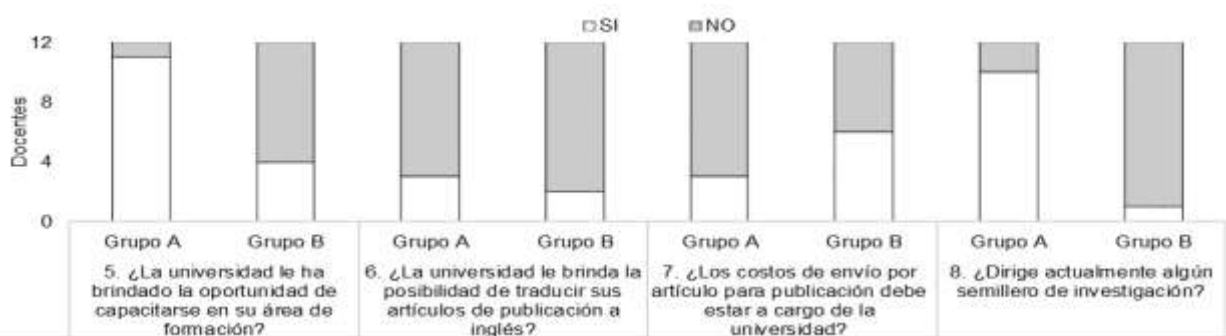 SI NO
12
8
4
0
Docentes
Grupo A Grupo B Grupo A Grupo B Grupo A Grupo B Grupo A Grupo B
5. ¿La universidad le ha
brindado la oportunidad de
capacitarse en su área de
formación?
6. ¿La universidad le brinda la
posibilidad de traducir sus
artículos de publicación a
inglés?
7. ¿Los costos de envío por
artículo para publicación debe
estar a cargo de la
universidad?
8. ¿Dirige actualmente algún
semillero de investigación?